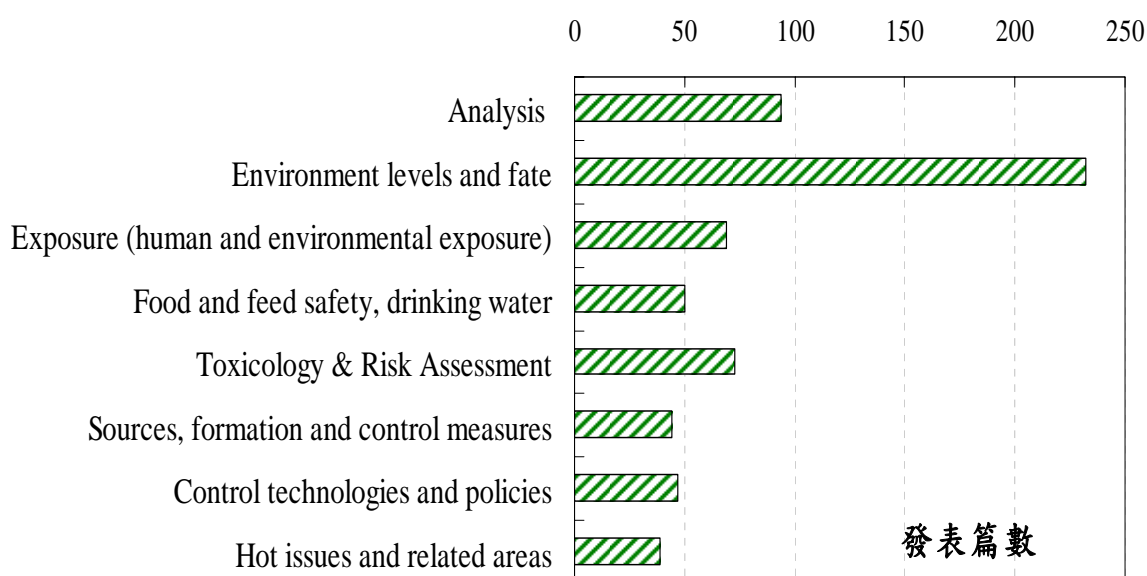 0 50 100 150 200 250
Analysis
Environment levels and fate
Exposure (human and environmental exposure)
Food and feed safety, drinking water
Toxicology & Risk Assessment
Sources, formation and control measures
Control technologies and policies
Hot issues and related areas
發表篇數